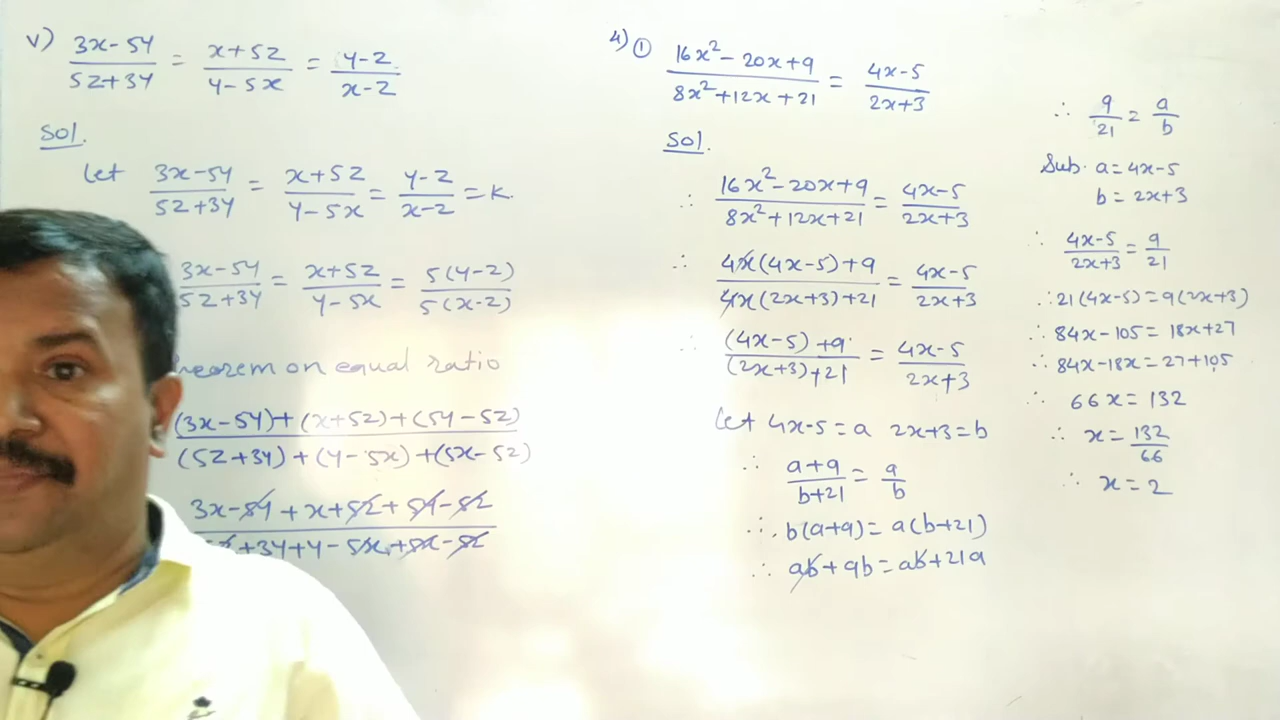 v) (3x-5y)/(5z+3y) = (x+5z)/(y-5x) = (y-z)/(x-z)
Sol.
Let (3x-5y)/(5z+3y) = (x+5z)/(y-5x) = (y-z)/(x-z) = k.
(3x-5y)/(5z+3y) = (x+5z)/(y-5x) = 5(y-z)/5(x-z)
on equal ratio
((3x-5y)+(x+5z)+(5y-5z))/((5z+3y)+(y-5x)+(5x-5z))
(3x-5y+x+5z+5y-5z)/(+3y+y-5x+5x-5z)
4) ① (16x²-20x+9)/(8x²+12x+21) = (4x-5)/(2x+3)
Sol.
∴ (16x²-20x+9)/(8x²+12x+21) = (4x-5)/(2x+3)
∴ (4x(4x-5)+9)/(4x(2x+3)+21) = (4x-5)/(2x+3)
∴ ((4x-5)+9)/((2x+3)+21) = (4x-5)/(2x+3)
Let 4x-5=a 2x+3=b
∴ (a+9)/(b+21) = a/b
∴ b(a+9)=a(b+21)
∴ ab+9b=ab+21a
∴ 9/21 = a/b
Sub. a=4x-5
b=2x+3
∴ (4x-5)/(2x+3) = 9/21
∴ 21(4x-5)=9(2x+3)
∴ 84x-105=18x+27
∴ 84x-18x=27+105
∴ 66x=132
∴ x=132/66
∴ x=2